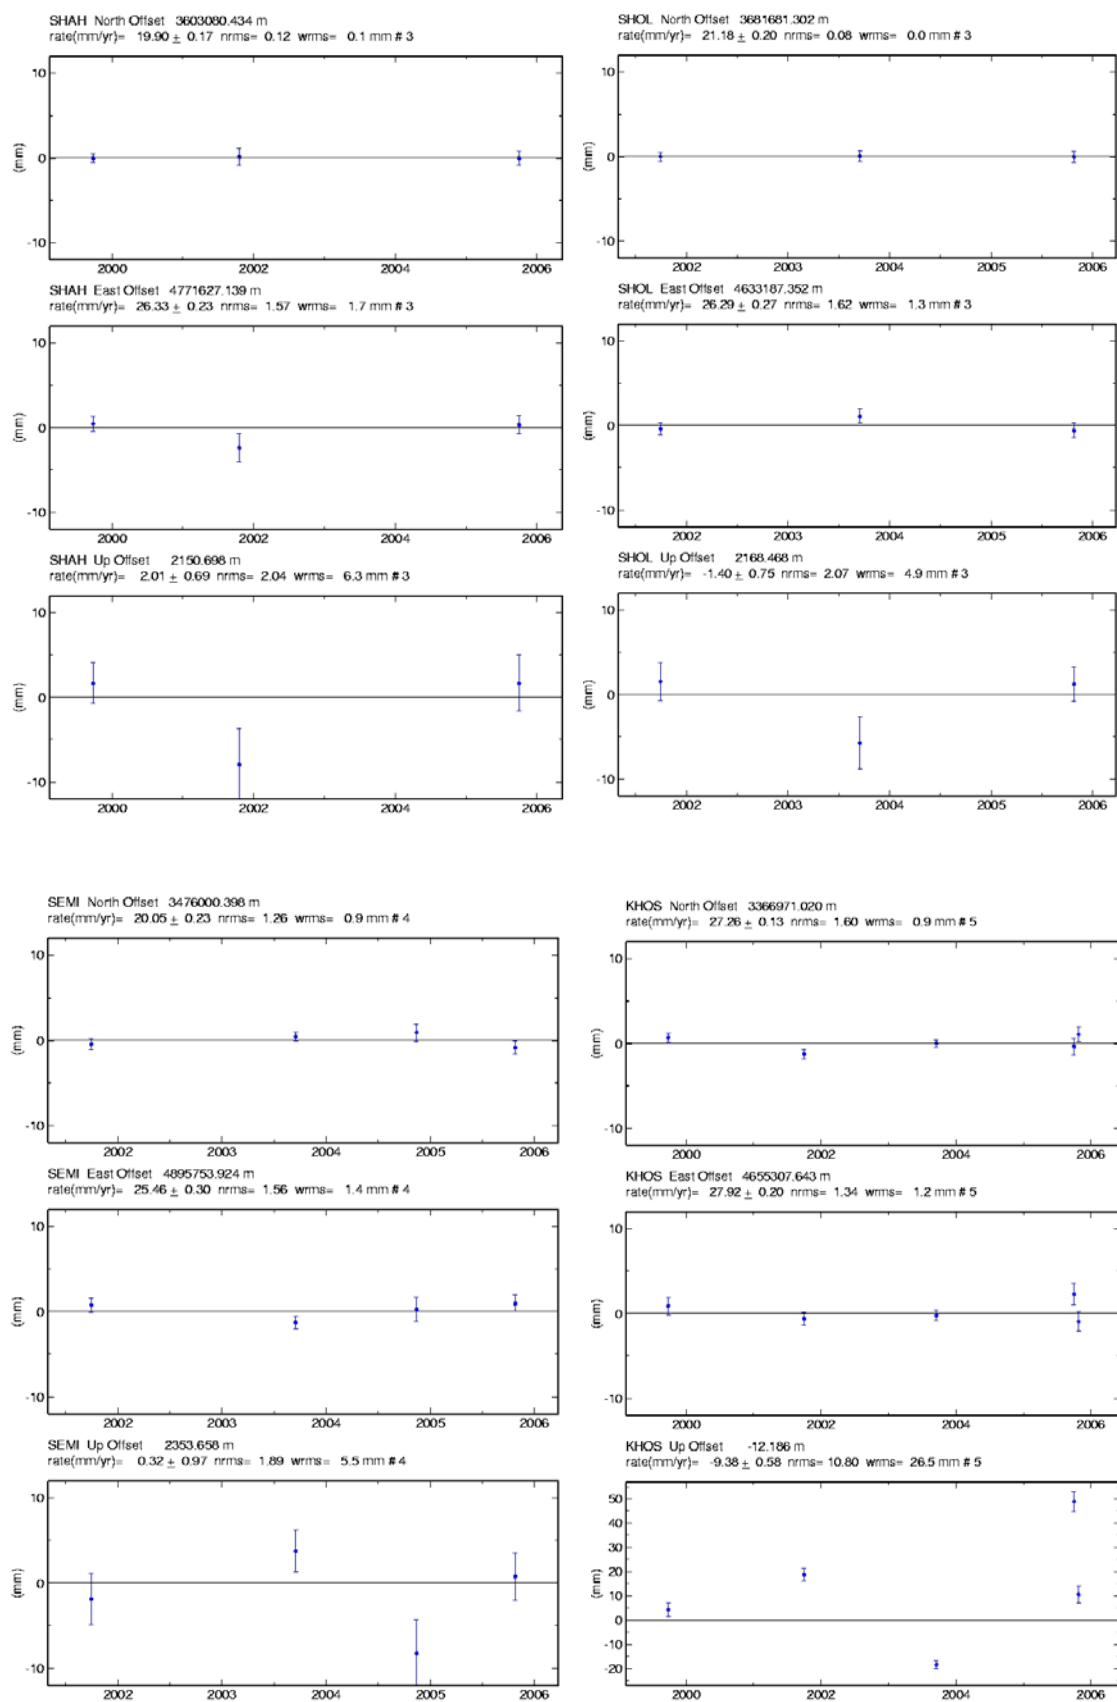 SHAH North Offset 3603080.434 m
rate(mm/yr)= 19.90 ± 0.17 nrms= 0.12 wrms= 0.1 mm # 3
10
0
-10
(mm)
2000 2002 2004 2006
SHAH East Offset 4771627.139 m
rate(mm/yr)= 26.33 ± 0.23 nrms= 1.57 wrms= 1.7 mm # 3
10
0
-10
(mm)
2000 2002 2004 2006
SHAH Up Offset 2150.698 m
rate(mm/yr)= 2.01 ± 0.69 nrms= 2.04 wrms= 6.3 mm # 3
10
0
-10
(mm)
2000 2002 2004 2006
SHOL North Offset 3681681.302 m
rate(mm/yr)= 21.18 ± 0.20 nrms= 0.08 wrms= 0.0 mm # 3
10
0
-10
(mm)
2002 2003 2004 2005 2006
SHOL East Offset 4633187.352 m
rate(mm/yr)= 26.29 ± 0.27 nrms= 1.62 wrms= 1.3 mm # 3
10
0
-10
(mm)
2002 2003 2004 2005 2006
SHOL Up Offset 2168.468 m
rate(mm/yr)= -1.40 ± 0.75 nrms= 2.07 wrms= 4.9 mm # 3
10
0
-10
(mm)
2002 2003 2004 2005 2006
SEMI North Offset 3476000.398 m
rate(mm/yr)= 20.05 ± 0.23 nrms= 1.26 wrms= 0.9 mm # 4
10
0
-10
(mm)
2002 2003 2004 2005 2006
SEMI East Offset 4895753.924 m
rate(mm/yr)= 25.46 ± 0.30 nrms= 1.56 wrms= 1.4 mm # 4
10
0
-10
(mm)
2002 2003 2004 2005 2006
SEMI Up Offset 2353.658 m
rate(mm/yr)= 0.32 ± 0.97 nrms= 1.89 wrms= 5.5 mm # 4
10
0
-10
(mm)
2002 2003 2004 2005 2006
KHOS North Offset 3366971.020 m
rate(mm/yr)= 27.26 ± 0.13 nrms= 1.60 wrms= 0.9 mm # 5
10
0
-10
(mm)
2000 2002 2004 2006
KHOS East Offset 4655307.643 m
rate(mm/yr)= 27.92 ± 0.20 nrms= 1.34 wrms= 1.2 mm # 5
10
0
-10
(mm)
2000 2002 2004 2006
KHOS Up Offset -12.186 m
rate(mm/yr)= -9.38 ± 0.58 nrms= 10.80 wrms= 26.5 mm # 5
50
40
30
20
10
0
-10
-20
(mm)
2000 2002 2004 2006